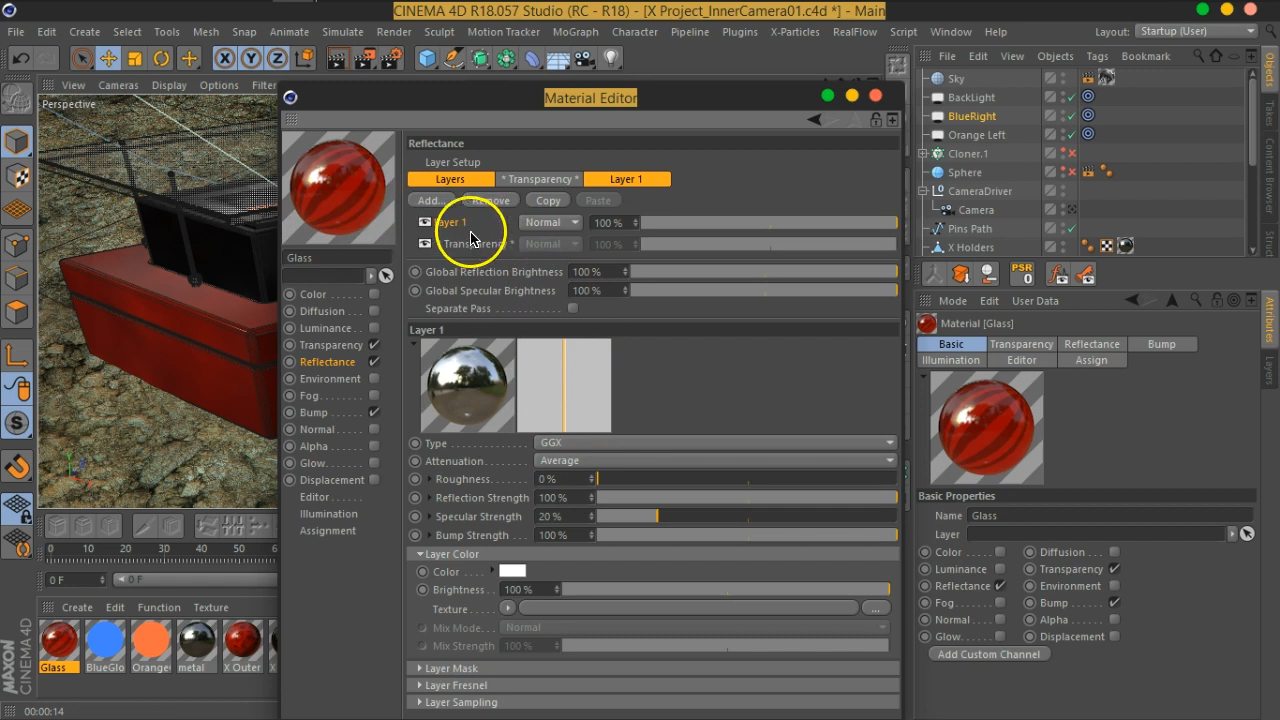 CINEMA 4D R18.057 Studio (RC - R18) - [X Project_InnerCamera01.c4d *] - Main
File Edit Create Select Tools Mesh Snap Animate Simulate Render Sculpt Motion Tracker MoGraph Character Pipeline Plugins X-Particles RealFlow Script Window Help Layout: Startup (User)
X Y Z
View Cameras Display Options Filter
Perspective
File Edit View Objects Tags Bookmark
Sky
BackLight
BlueRight
Orange Left
Cloner.1
Sphere
CameraDriver
Camera
Pins Path
X Holders
Objects
Takes
Content Browser
PSR
0
Mode Edit User Data
Material [Glass]
Basic Transparency Reflectance Bump
Illumination Editor Assign
Attributes
Layers
Basic Properties
Name Glass
Layer
Color Diffusion
Luminance Transparency
Reflectance Environment
Fog Bump
Normal Alpha
Glow Displacement
Add Custom Channel
Material Editor
Glass
Color
Diffusion
Luminance
Transparency
Reflectance
Environment
Fog
Bump
Normal
Alpha
Glow
Displacement
Editor
Illumination
Assignment
Reflectance
Layer Setup
Layers * Transparency * Layer 1
Add... Remove Copy Paste
Layer 1 Normal 100 %
Transparency * Normal 100 %
Global Reflection Brightness 100 %
Global Specular Brightness 100 %
Separate Pass
Layer 1
Type GGX
Attenuation Average
Roughness 0 %
Reflection Strength 100 %
Specular Strength 20 %
Bump Strength 100 %
Layer Color
Color
Brightness 100 %
Texture ...
Mix Mode Normal
Mix Strength 100 %
Layer Mask
Layer Fresnel
Layer Sampling
0 10 20 30 40 50
0 F 0 F
Create Edit Function Texture
Glass BlueGlo Orange metal X Outer
MAXON
CINEMA 4D
00:00:14